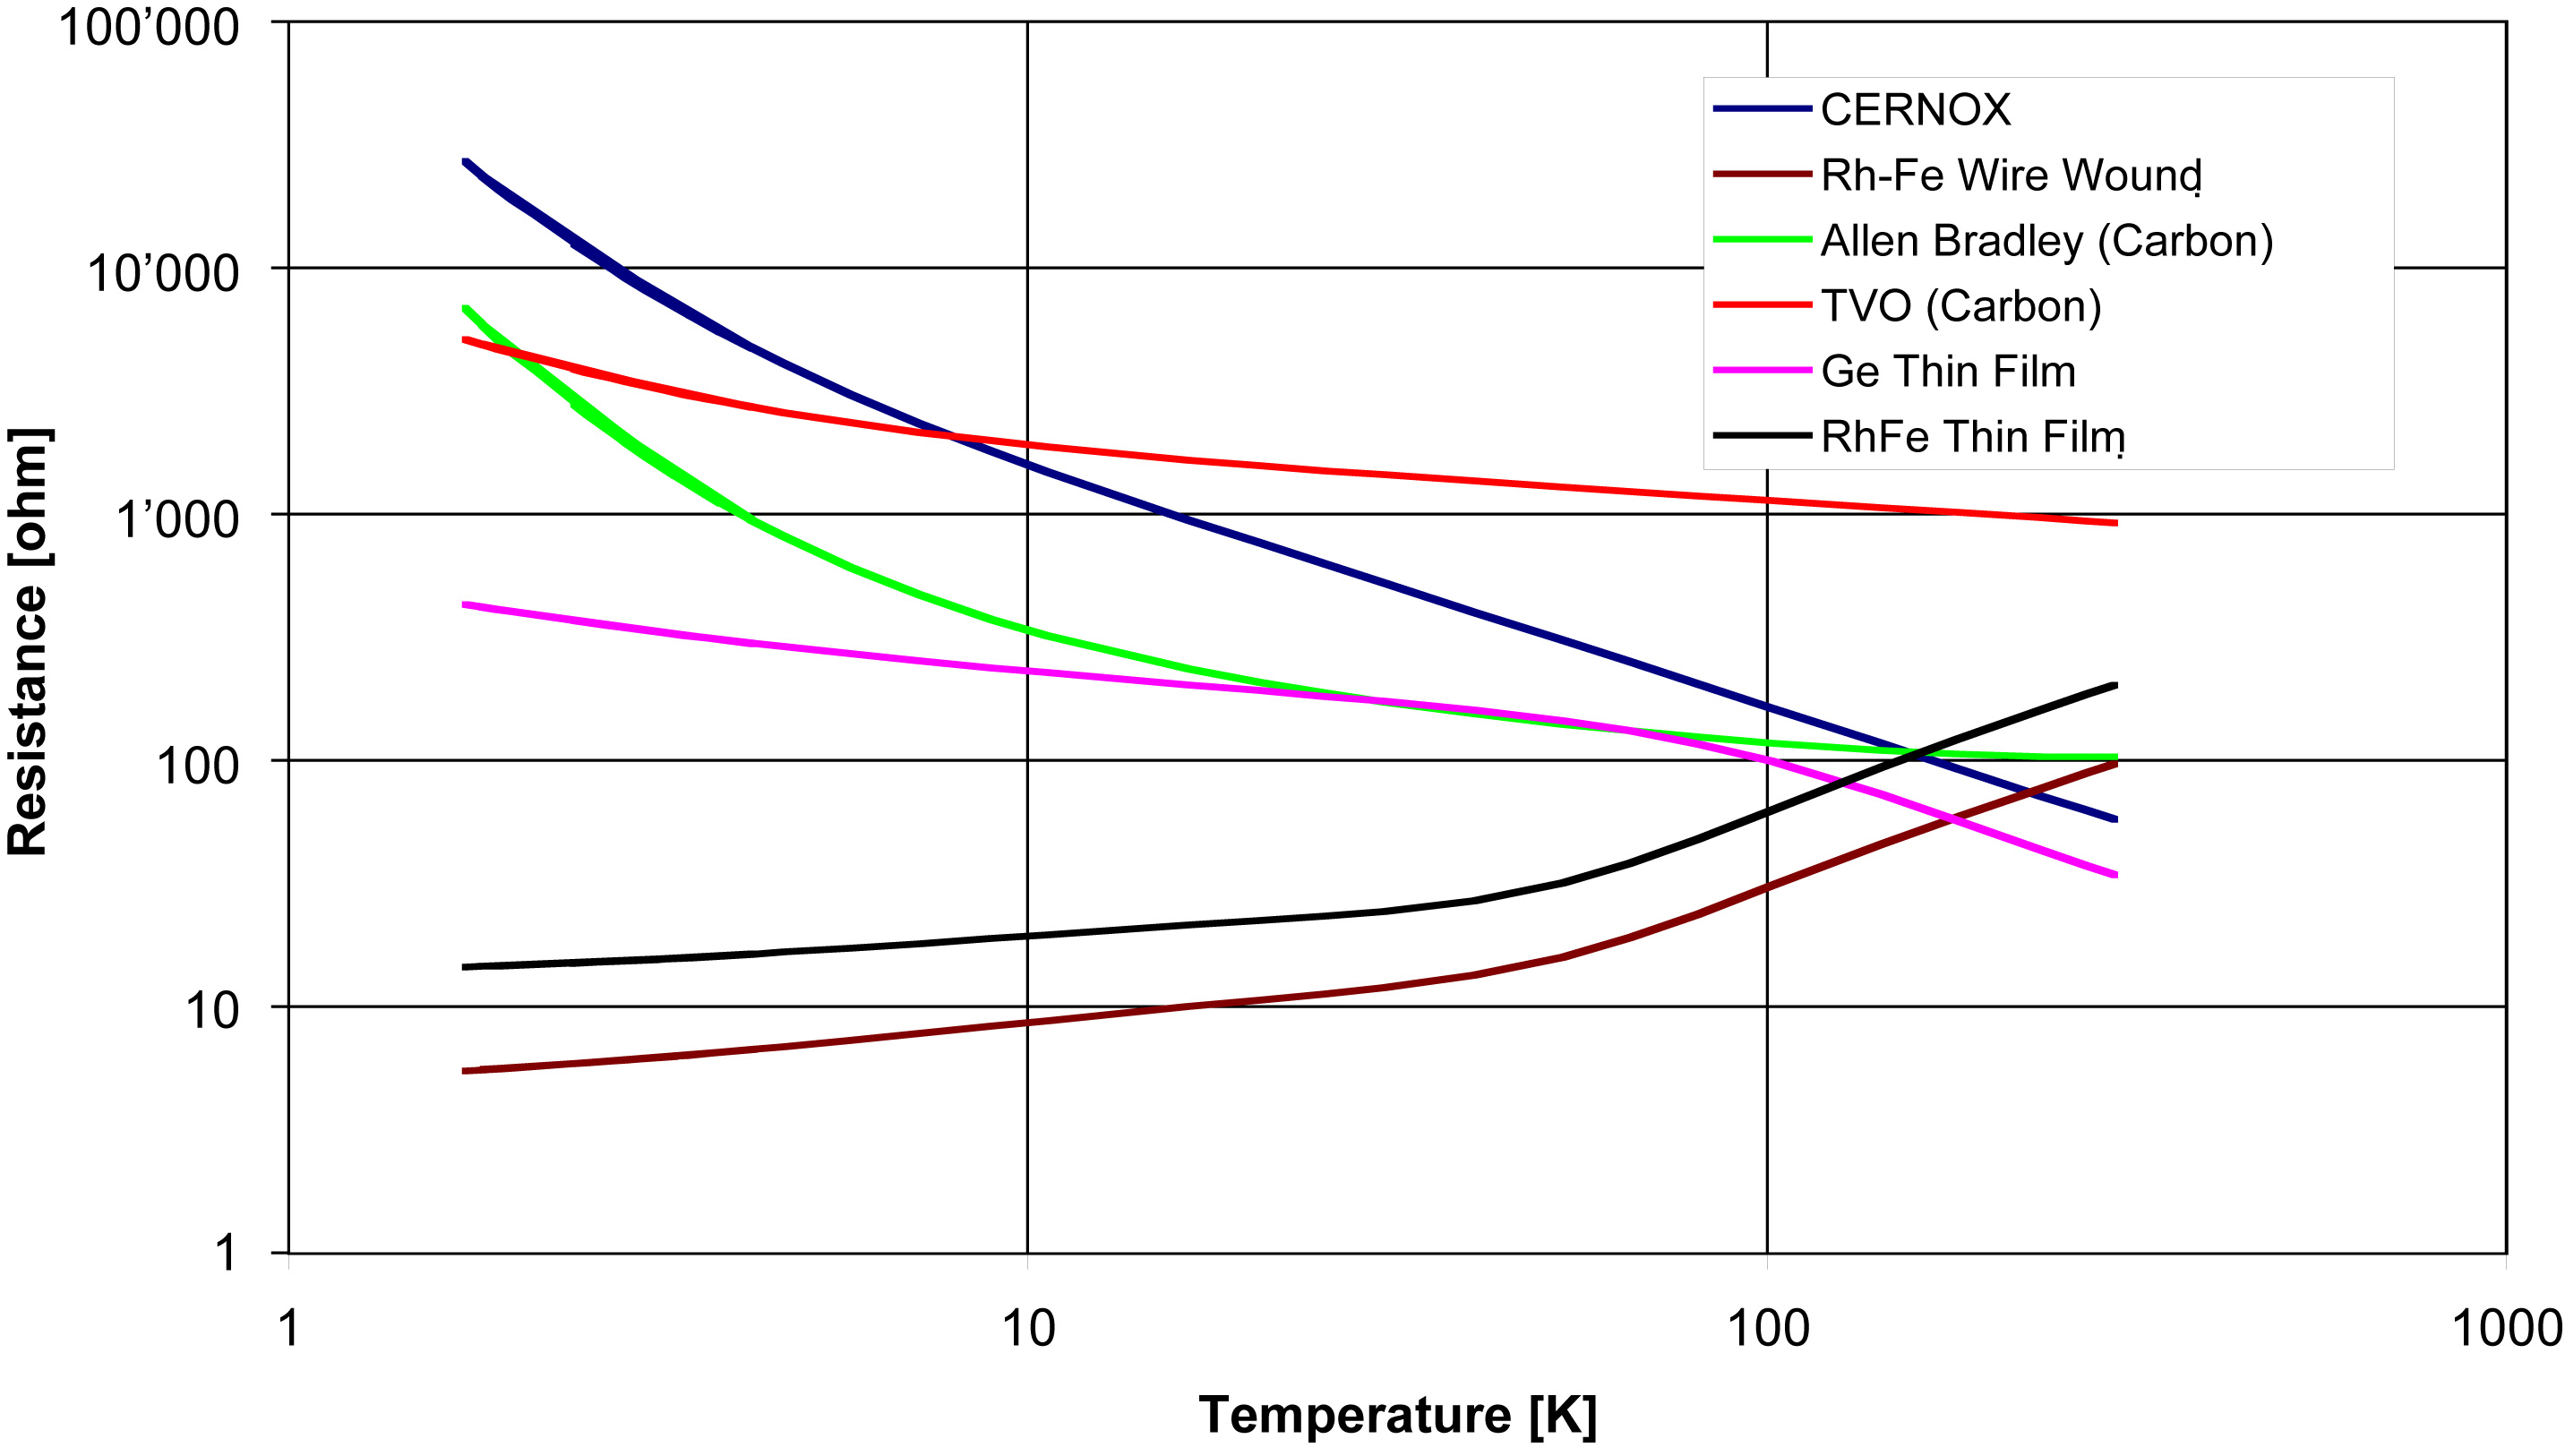 100’000
10’000
1’000
100
10
1
Resistance [ohm]
CERNOX
Rh-Fe Wire Wound
Allen Bradley (Carbon)
TVO (Carbon)
Ge Thin Film
RhFe Thin Film
1
10
100
1000
Temperature [K]